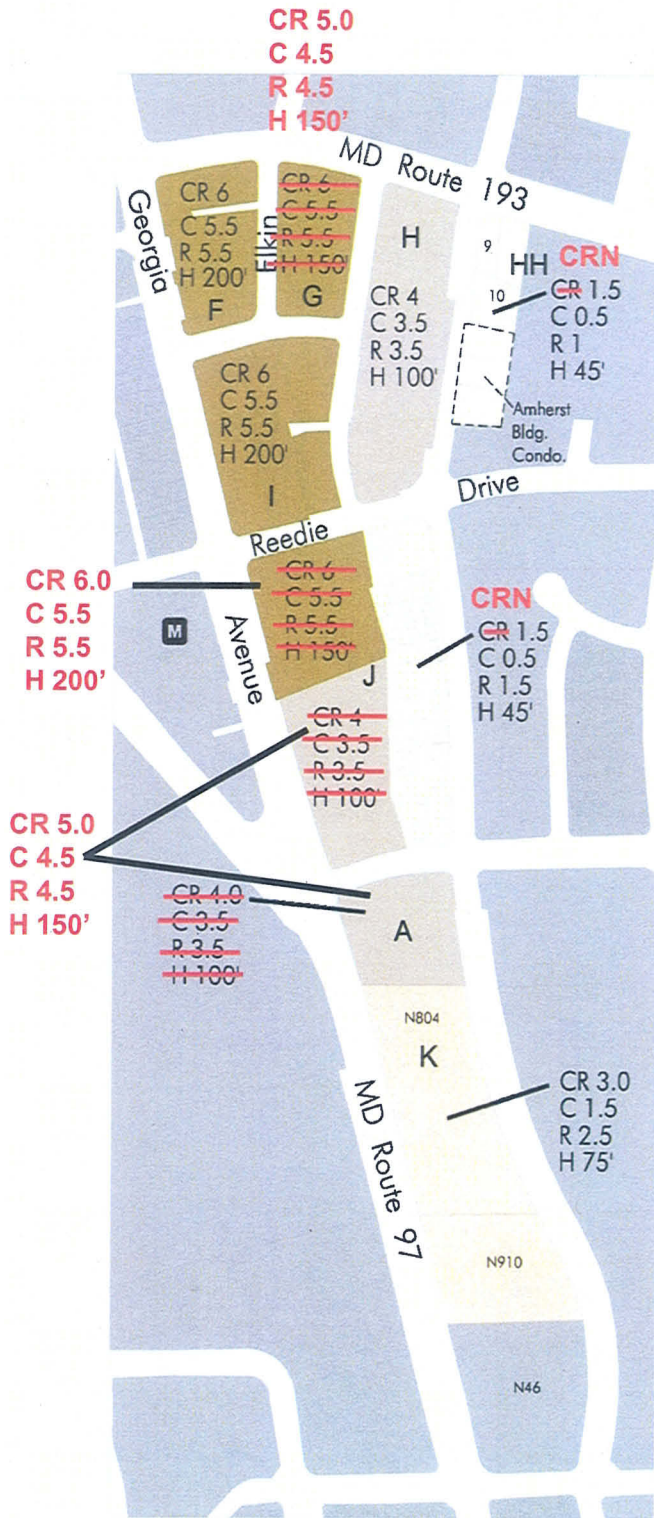 CR 5.0
C 4.5
R 4.5
H 150'
MD Route 193
Georgia
CR 6
C 5.5
R 5.5
H 200'
F
Elkin
CR 6
C 5.5
R 5.5
H 150'
G
H
CR 4
C 3.5
R 3.5
H 100'
9
10
HH
CRN
CR 1.5
C 0.5
R 1
H 45'
Amherst
Bldg.
Condo.
CR 6
C 5.5
R 5.5
H 200'
I
Reedie
Drive
CR 6.0
C 5.5
R 5.5
H 200'
M
Avenue
CR 6
C 5.5
R 5.5
H 150'
J
CRN
CR 1.5
C 0.5
R 1.5
H 45'
CR 4
C 3.5
R 3.5
H 100'
CR 5.0
C 4.5
R 4.5
H 150'
CR 4.0
C 3.5
R 3.5
H 100'
A
N804
K
CR 3.0
C 1.5
R 2.5
H 75'
MD Route 97
N910
N46